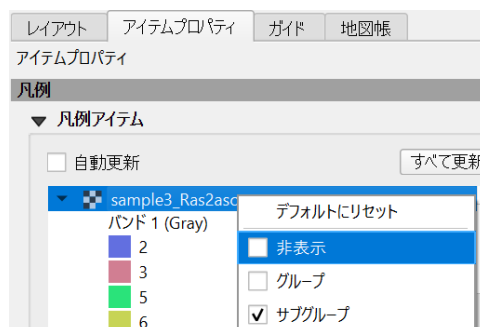 レイアウト アイテムプロパティ ガイド 地図帳
アイテムプロパティ
凡例
凡例アイテム
自動更新 すべて更新
sample3_Ras2asc
デフォルトにリセット
バンド 1 (Gray)
2
非表示
3
グループ
5
サブグループ
6